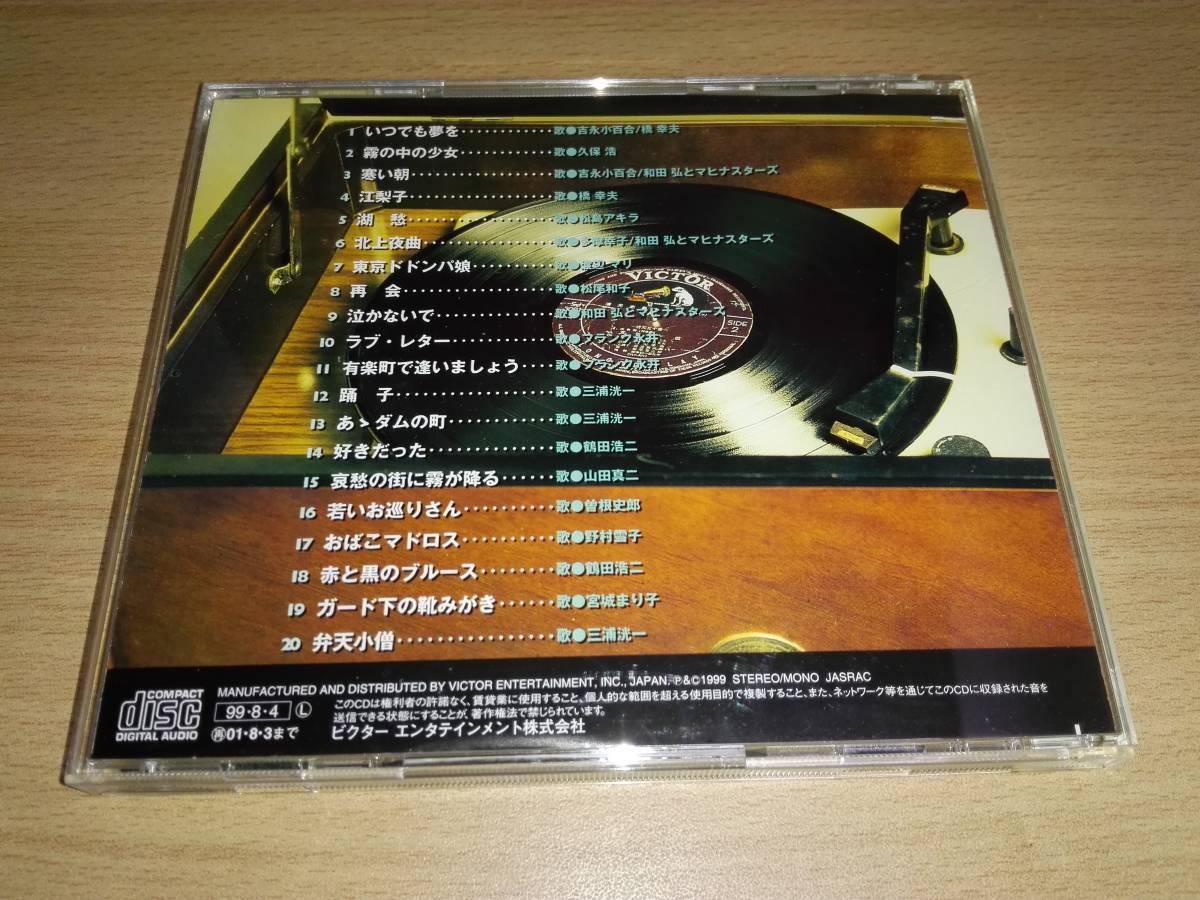 1 いつでも夢を············歌●吉永小百合/橋 幸夫
2 霧の中の少女············歌●久保 浩
3 寒い朝··················歌●吉永小百合/和田 弘とマヒナスターズ
4 江梨子··················歌●橋 幸夫
5 湖 愁··················歌●松島アキラ
6 北上夜曲················歌●多摩幸子/和田 弘とマヒナスターズ
7 東京ドドンパ娘··········歌●渡辺マリ
8 再 会··················歌●松尾和子
9 泣かないで··············歌●和田 弘とマヒナスターズ
10 ラブ・レター············歌●フランク永井
11 有楽町で逢いましょう····歌●フランク永井
12 踊 子··················歌●三浦洸一
13 あゝダムの町············歌●三浦洸一
14 好きだった··············歌●鶴田浩二
15 哀愁の街に霧が降る······歌●山田真二
16 若いお巡りさん··········歌●曽根史郎
17 おばこマドロス··········歌●野村雪子
18 赤と黒のブルース········歌●鶴田浩二
19 ガード下の靴みがき······歌●宮城まり子
20 弁天小僧················歌●三浦洸一
VICTOR
SIDE
2
COMPACT
disc
DIGITAL AUDIO
MANUFACTURED AND DISTRIBUTED BY VICTOR ENTERTAINMENT, INC., JAPAN. ℗&©1999 STEREO/MONO JASRAC
99・8・4 Ⓛ
㊞01・8・3まで
このCDは権利者の許諾なく、賃貸業に使用すること、個人的な範囲を超える使用目的で複製すること、また、ネットワーク等を通じてこのCDに収録された音を
送信できる状態にすることが、著作権法で禁じられています。
ビクター エンタテインメント株式会社